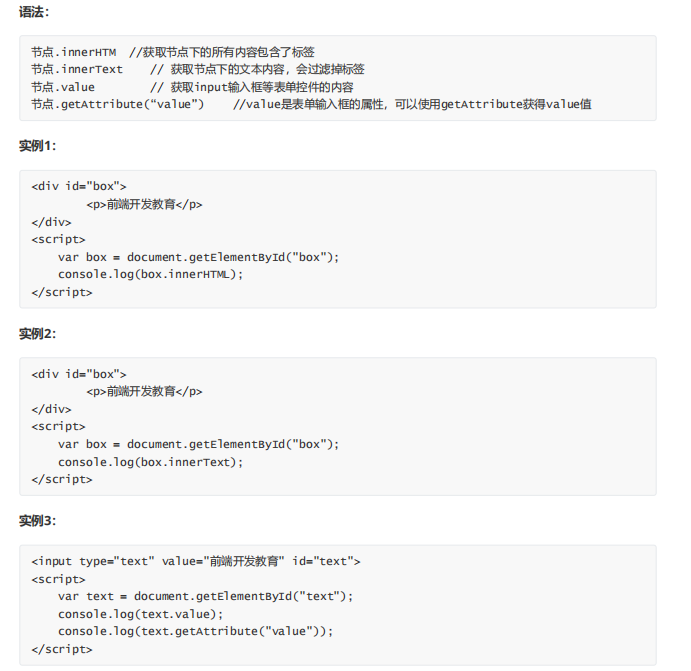 语法：
节点.innerHTM  //获取节点下的所有内容包含了标签
节点.innerText    // 获取节点下的文本内容，会过滤掉标签
节点.value        // 获取input输入框等表单控件的内容
节点.getAttribute(“value”)    //value是表单输入框的属性，可以使用getAttribute获得value值
实例1：
<div id="box">
        <p>前端开发教育</p>
</div>
<script>
    var box = document.getElementById("box");
    console.log(box.innerHTML);
</script>
实例2：
<div id="box">
        <p>前端开发教育</p>
</div>
<script>
    var box = document.getElementById("box");
    console.log(box.innerText);
</script>
实例3：
<input type="text" value="前端开发教育" id="text">
<script>
    var text = document.getElementById("text");
    console.log(text.value);
    console.log(text.getAttribute("value"));
</script>